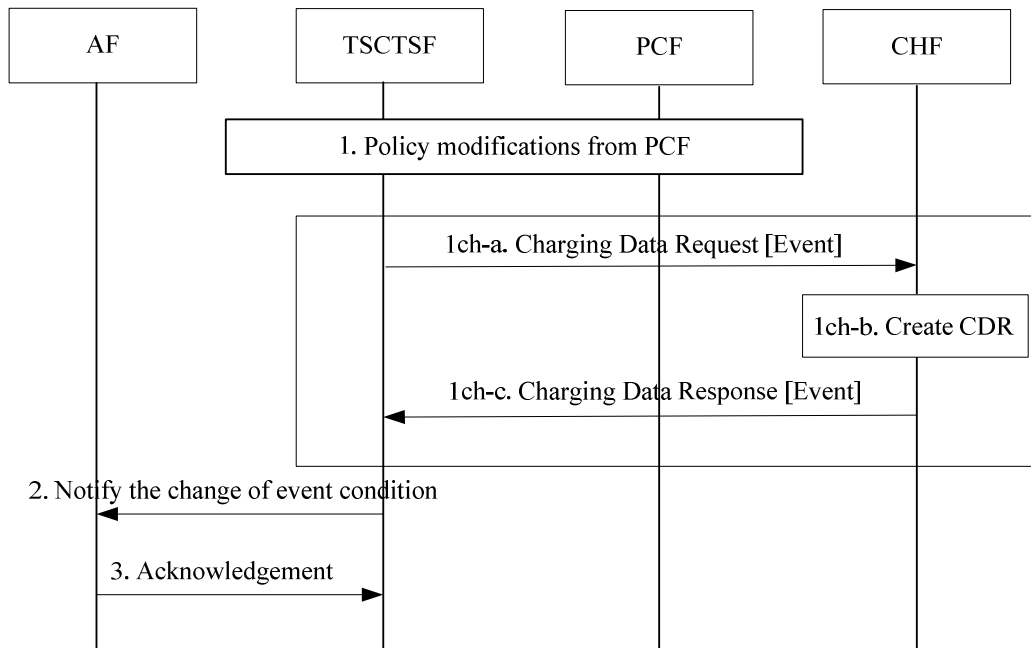 AF
TSCTSF
PCF
CHF
1. Policy modifications from PCF
1ch-a. Charging Data Request [Event]
1ch-b. Create CDR
1ch-c. Charging Data Response [Event]
2. Notify the change of event condition
3. Acknowledgement